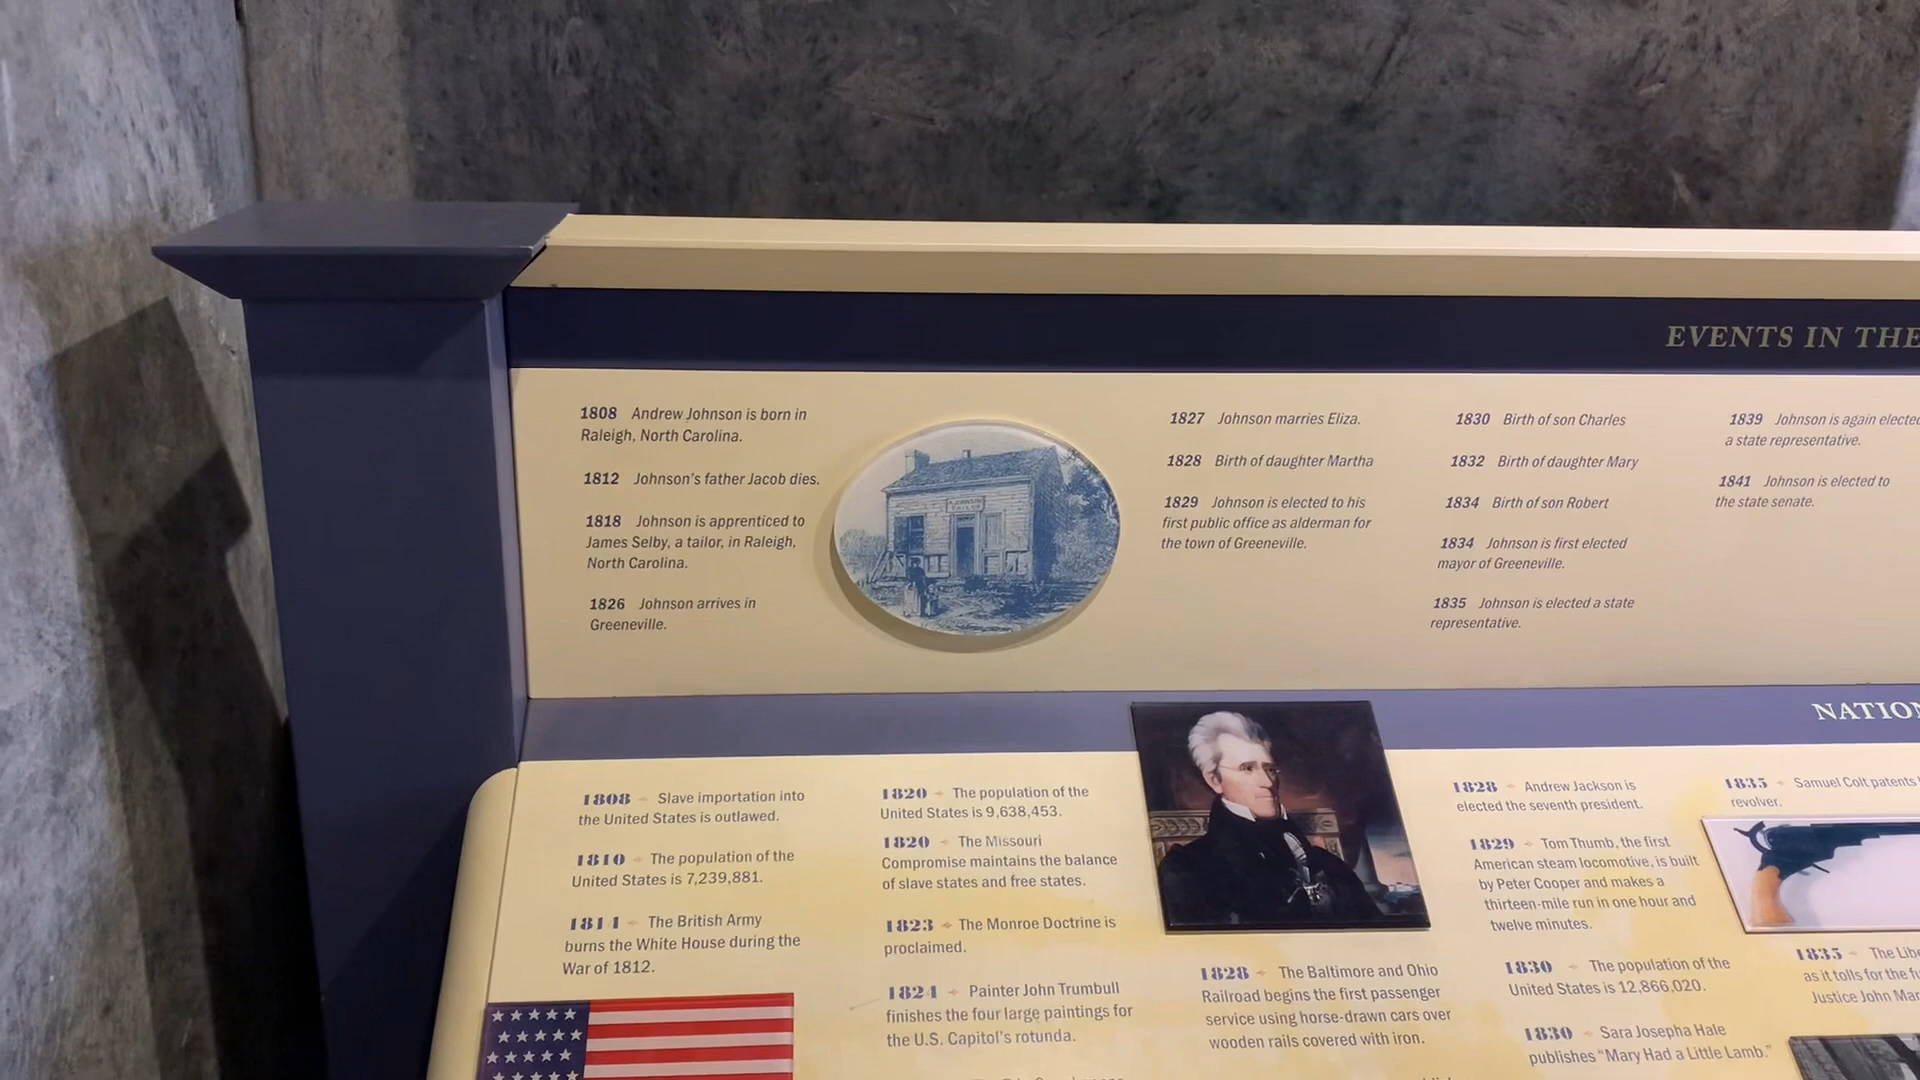 EVENTS IN THE
1808 Andrew Johnson is born in
Raleigh, North Carolina.
1812 Johnson's father Jacob dies.
1818 Johnson is apprenticed to
James Selby, a tailor, in Raleigh,
North Carolina.
1826 Johnson arrives in
Greeneville.
A. JOHNSON
TAILOR
1827 Johnson marries Eliza.
1828 Birth of daughter Martha
1829 Johnson is elected to his
first public office as alderman for
the town of Greeneville.
1830 Birth of son Charles
1832 Birth of daughter Mary
1834 Birth of son Robert
1834 Johnson is first elected
mayor of Greeneville.
1835 Johnson is elected a state
representative.
1839 Johnson is again elected
a state representative.
1841 Johnson is elected to
the state senate.
NATION
1808 Slave importation into
the United States is outlawed.
1810 The population of the
United States is 7,239,881.
1814 The British Army
burns the White House during the
War of 1812.
1820 The population of the
United States is 9,638,453.
1820 The Missouri
Compromise maintains the balance
of slave states and free states.
1823 The Monroe Doctrine is
proclaimed.
1824 Painter John Trumbull
finishes the four large paintings for
the U.S. Capitol's rotunda.
1828 The Baltimore and Ohio
Railroad begins the first passenger
service using horse-drawn cars over
wooden rails covered with iron.
1828 Andrew Jackson is
elected the seventh president.
1829 Tom Thumb, the first
American steam locomotive, is built
by Peter Cooper and makes a
thirteen-mile run in one hour and
twelve minutes.
1830 The population of the
United States is 12,866,020.
1830 Sara Josepha Hale
publishes "Mary Had a Little Lamb."
1835 Samuel Colt patents
revolver.
1835 The Libe
as it tolls for the fu
Justice John Mar